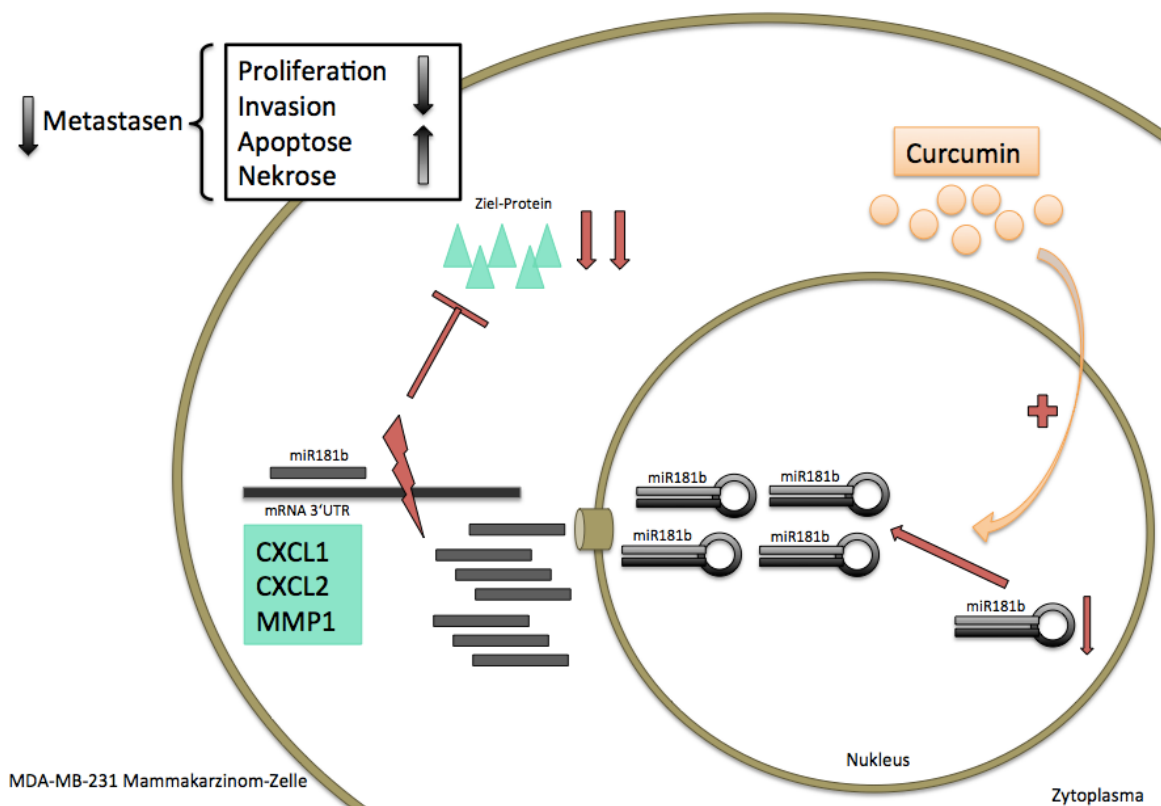 Metastasen
Proliferation
Invasion
Apoptose
Nekrose
Curcumin
Ziel-Protein
miR181b
mRNA 3‘UTR
CXCL1
CXCL2
MMP1
miR181b
miR181b
miR181b
miR181b
miR181b
Nukleus
MDA-MB-231 Mammakarzinom-Zelle
Zytoplasma